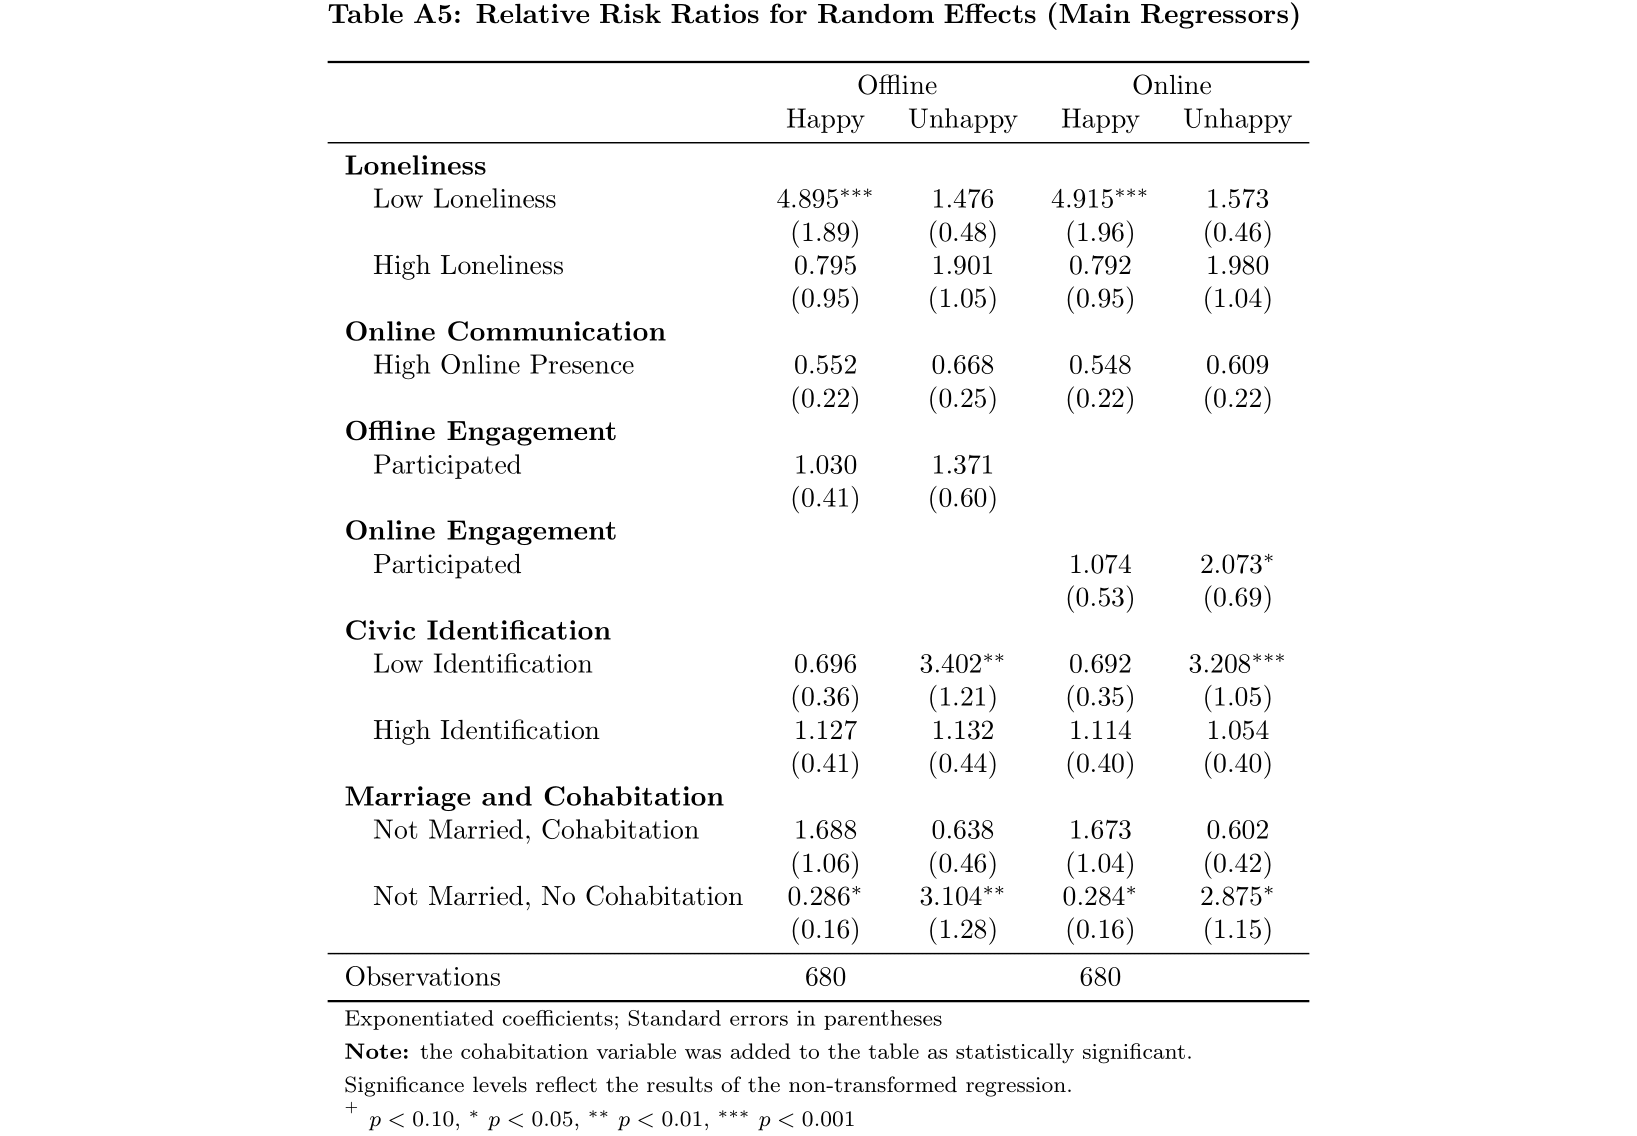 Table A5: Relative Risk Ratios for Random Effects (Main Regressors)
Offline Online
Happy Unhappy Happy Unhappy
Loneliness
Low Loneliness 4.895*** 1.476 4.915*** 1.573
(1.89) (0.48) (1.96) (0.46)
High Loneliness 0.795 1.901 0.792 1.980
(0.95) (1.05) (0.95) (1.04)
Online Communication
High Online Presence 0.552 0.668 0.548 0.609
(0.22) (0.25) (0.22) (0.22)
Offline Engagement
Participated 1.030 1.371
(0.41) (0.60)
Online Engagement
Participated 1.074 2.073*
(0.53) (0.69)
Civic Identification
Low Identification 0.696 3.402** 0.692 3.208***
(0.36) (1.21) (0.35) (1.05)
High Identification 1.127 1.132 1.114 1.054
(0.41) (0.44) (0.40) (0.40)
Marriage and Cohabitation
Not Married, Cohabitation 1.688 0.638 1.673 0.602
(1.06) (0.46) (1.04) (0.42)
Not Married, No Cohabitation 0.286* 3.104** 0.284* 2.875*
(0.16) (1.28) (0.16) (1.15)
Observations 680 680
Exponentiated coefficients; Standard errors in parentheses
Note: the cohabitation variable was added to the table as statistically significant.
Significance levels reflect the results of the non-transformed regression.
+ p < 0.10, * p < 0.05, ** p < 0.01, *** p < 0.001